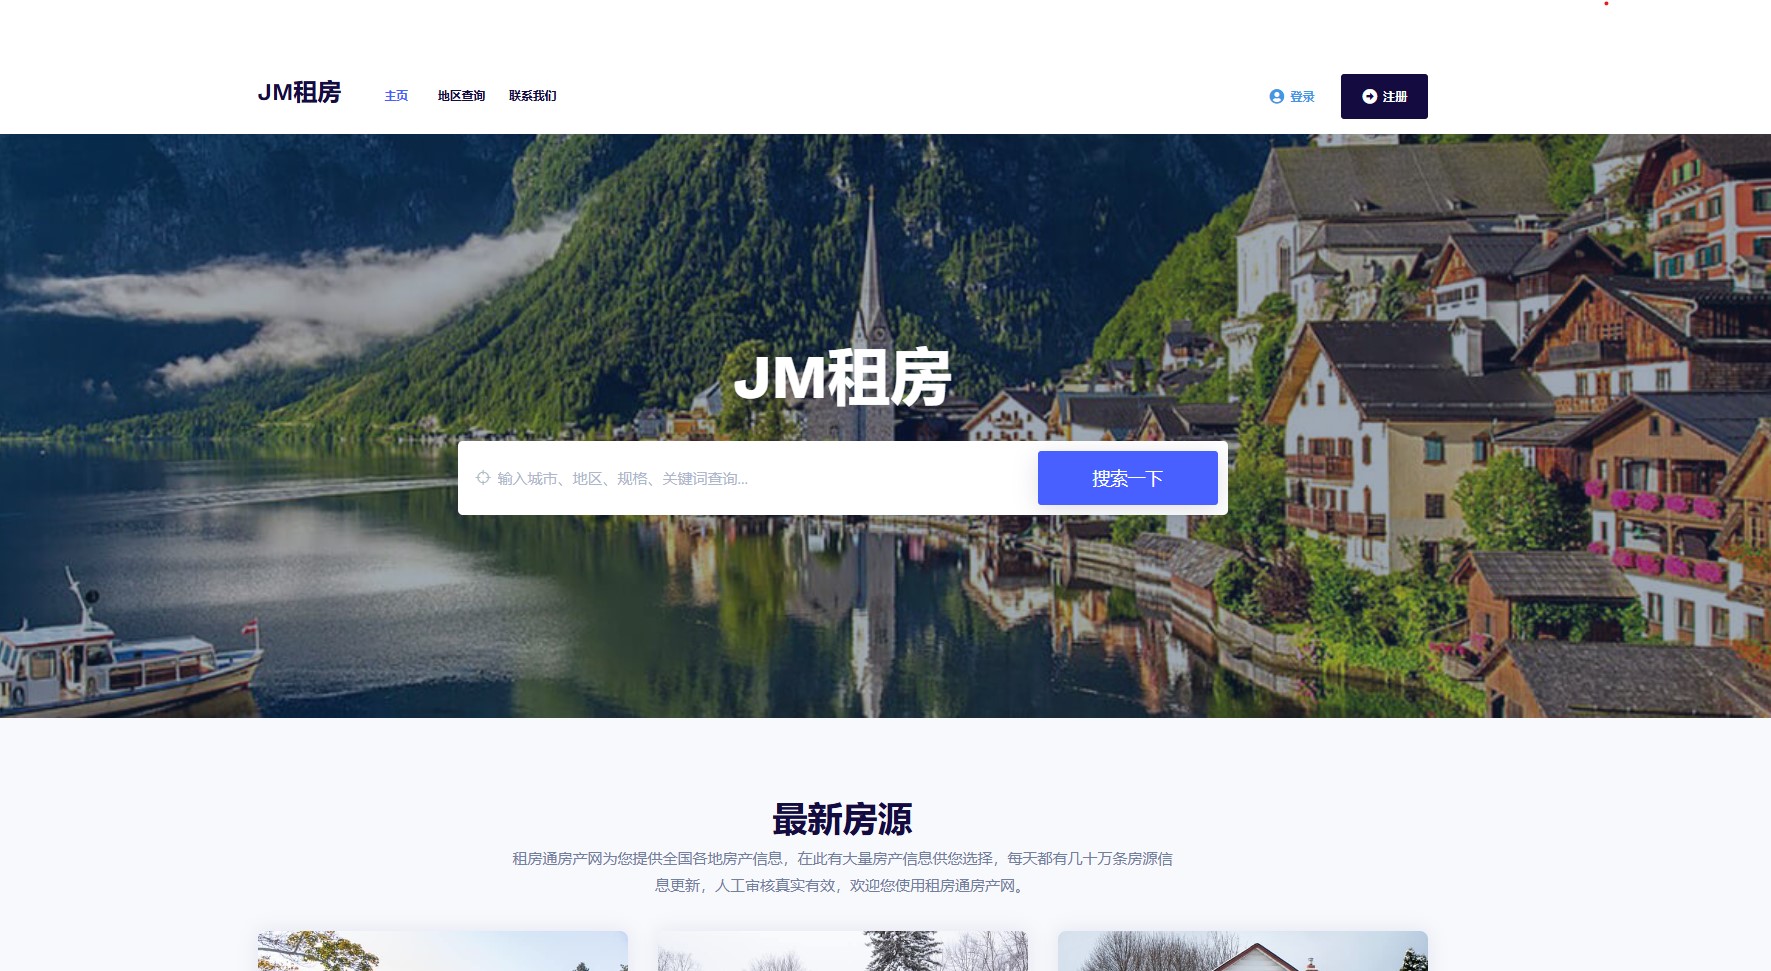 JM租房
主页 地区查询 联系我们 登录 注册
JM租房
输入城市、地区、规格、关键词查询...
搜索一下
最新房源
租房通房产网为您提供全国各地房产信息，在此有大量房产信息供您选择，每天都有几十万条房源信
息更新，人工审核真实有效，欢迎您使用租房通房产网。